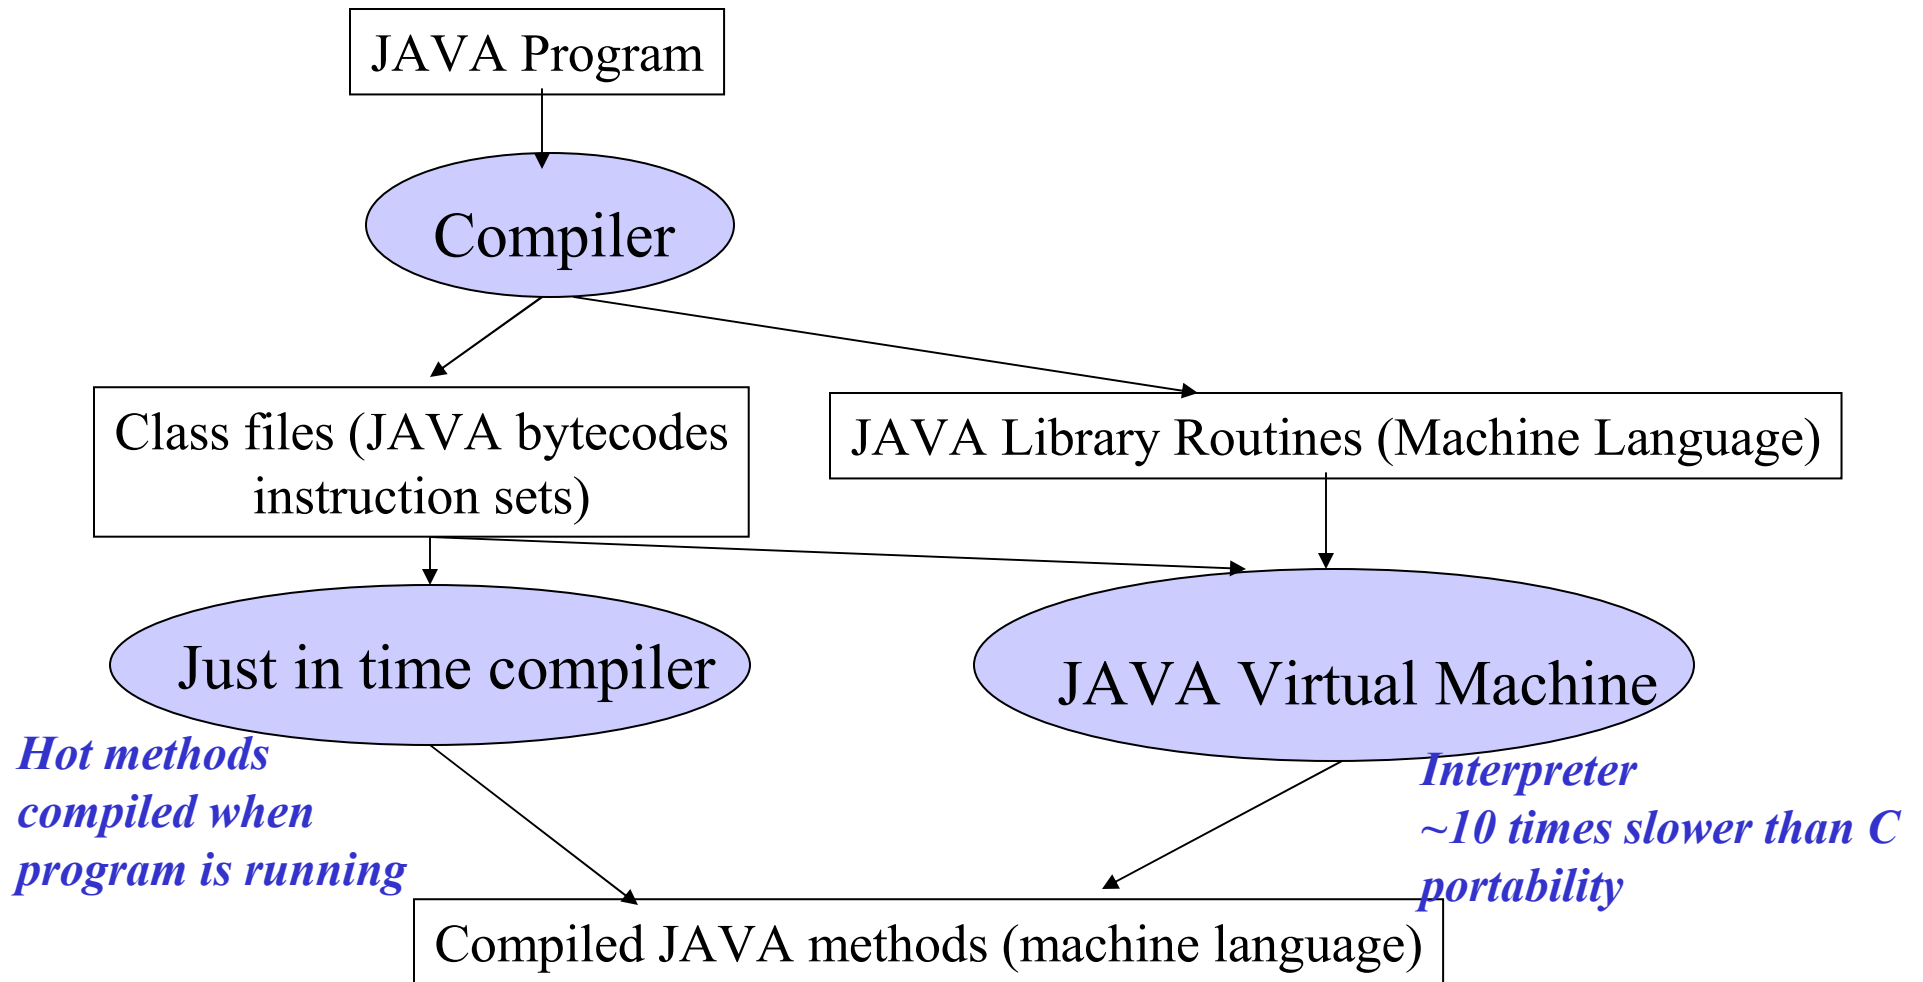 JAVA Program
Compiler
Class files (JAVA bytecodes
instruction sets)
JAVA Library Routines (Machine Language)
Just in time compiler
JAVA Virtual Machine
Hot methods
compiled when
program is running
Interpreter
~10 times slower than C
portability
Compiled JAVA methods (machine language)